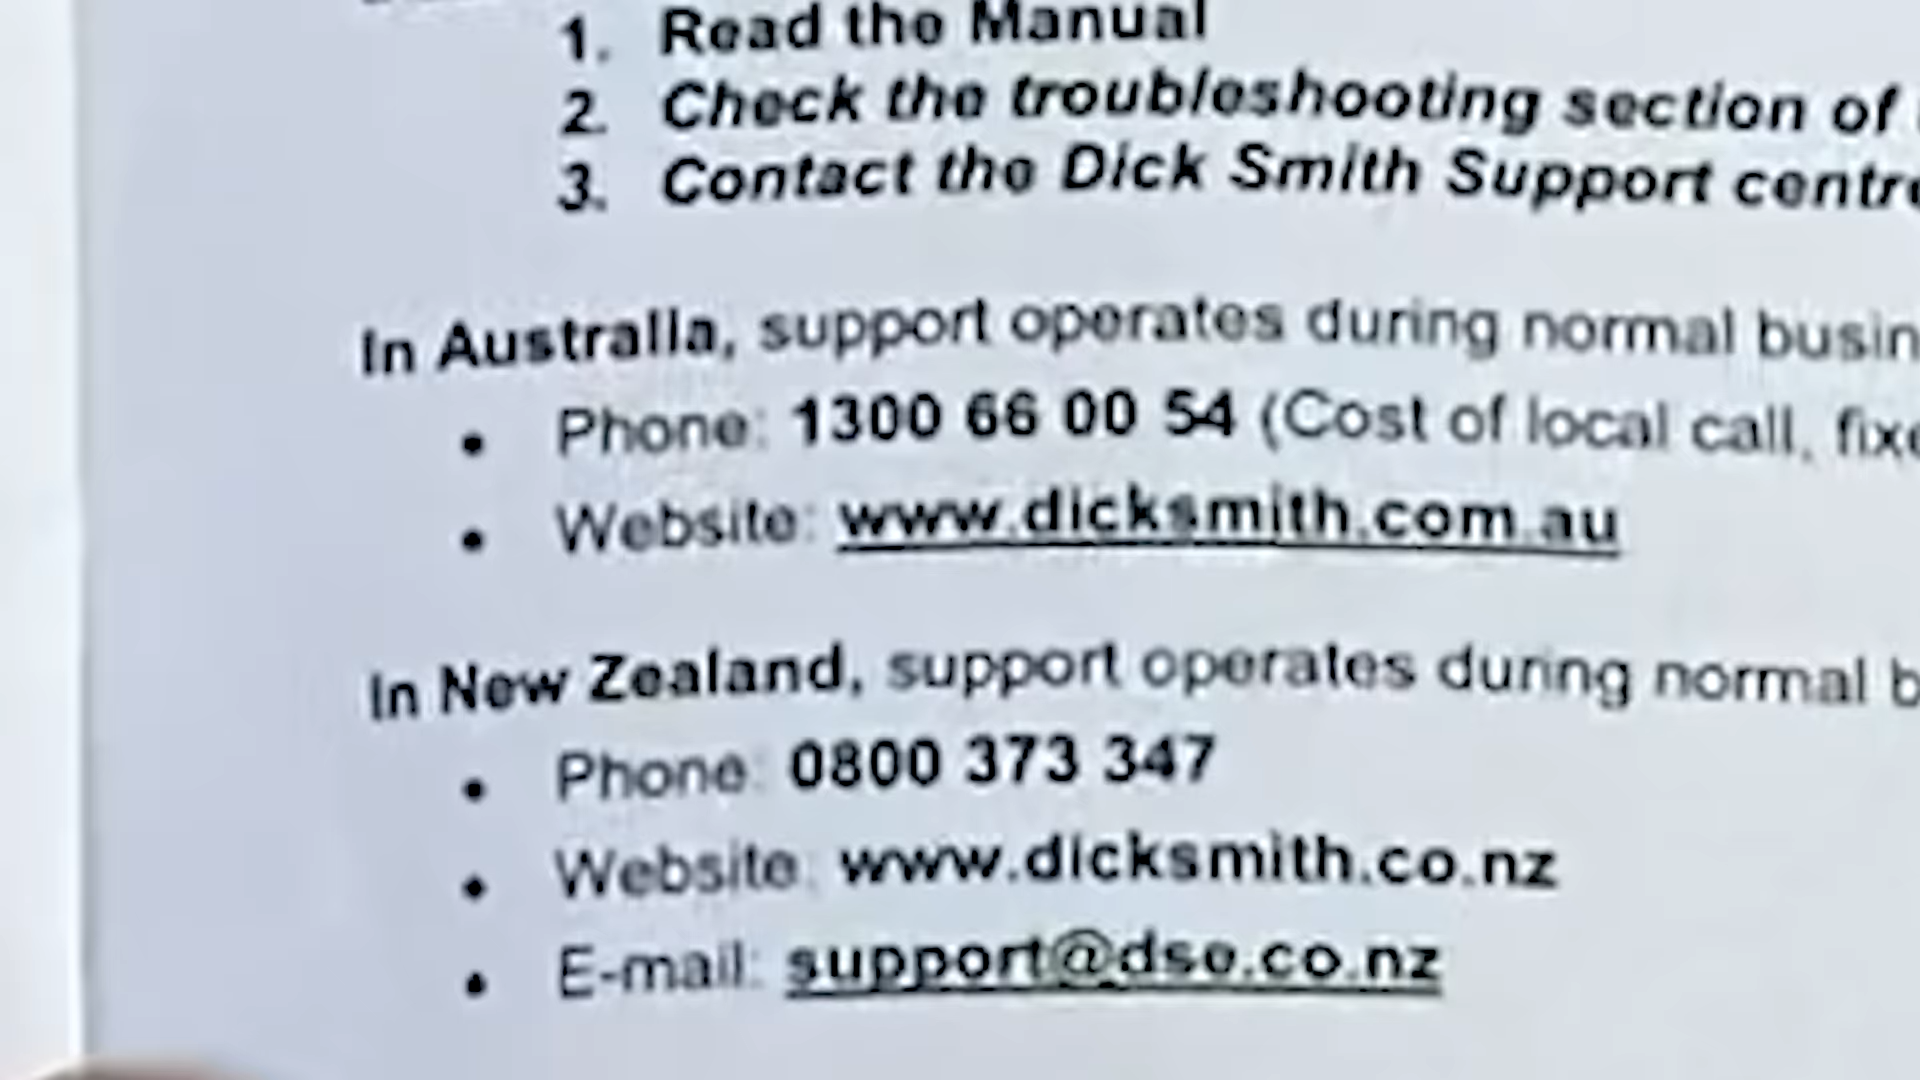 1. Read the Manual
2. Check the troubleshooting section of
3. Contact the Dick Smith Support centre
In Australia, support operates during normal busin
• Phone: 1300 66 00 54 (Cost of local call, fixe
• Website: www.dicksmith.com.au
In New Zealand, support operates during normal b
• Phone: 0800 373 347
• Website: www.dicksmith.co.nz
• E-mail: support@dse.co.nz